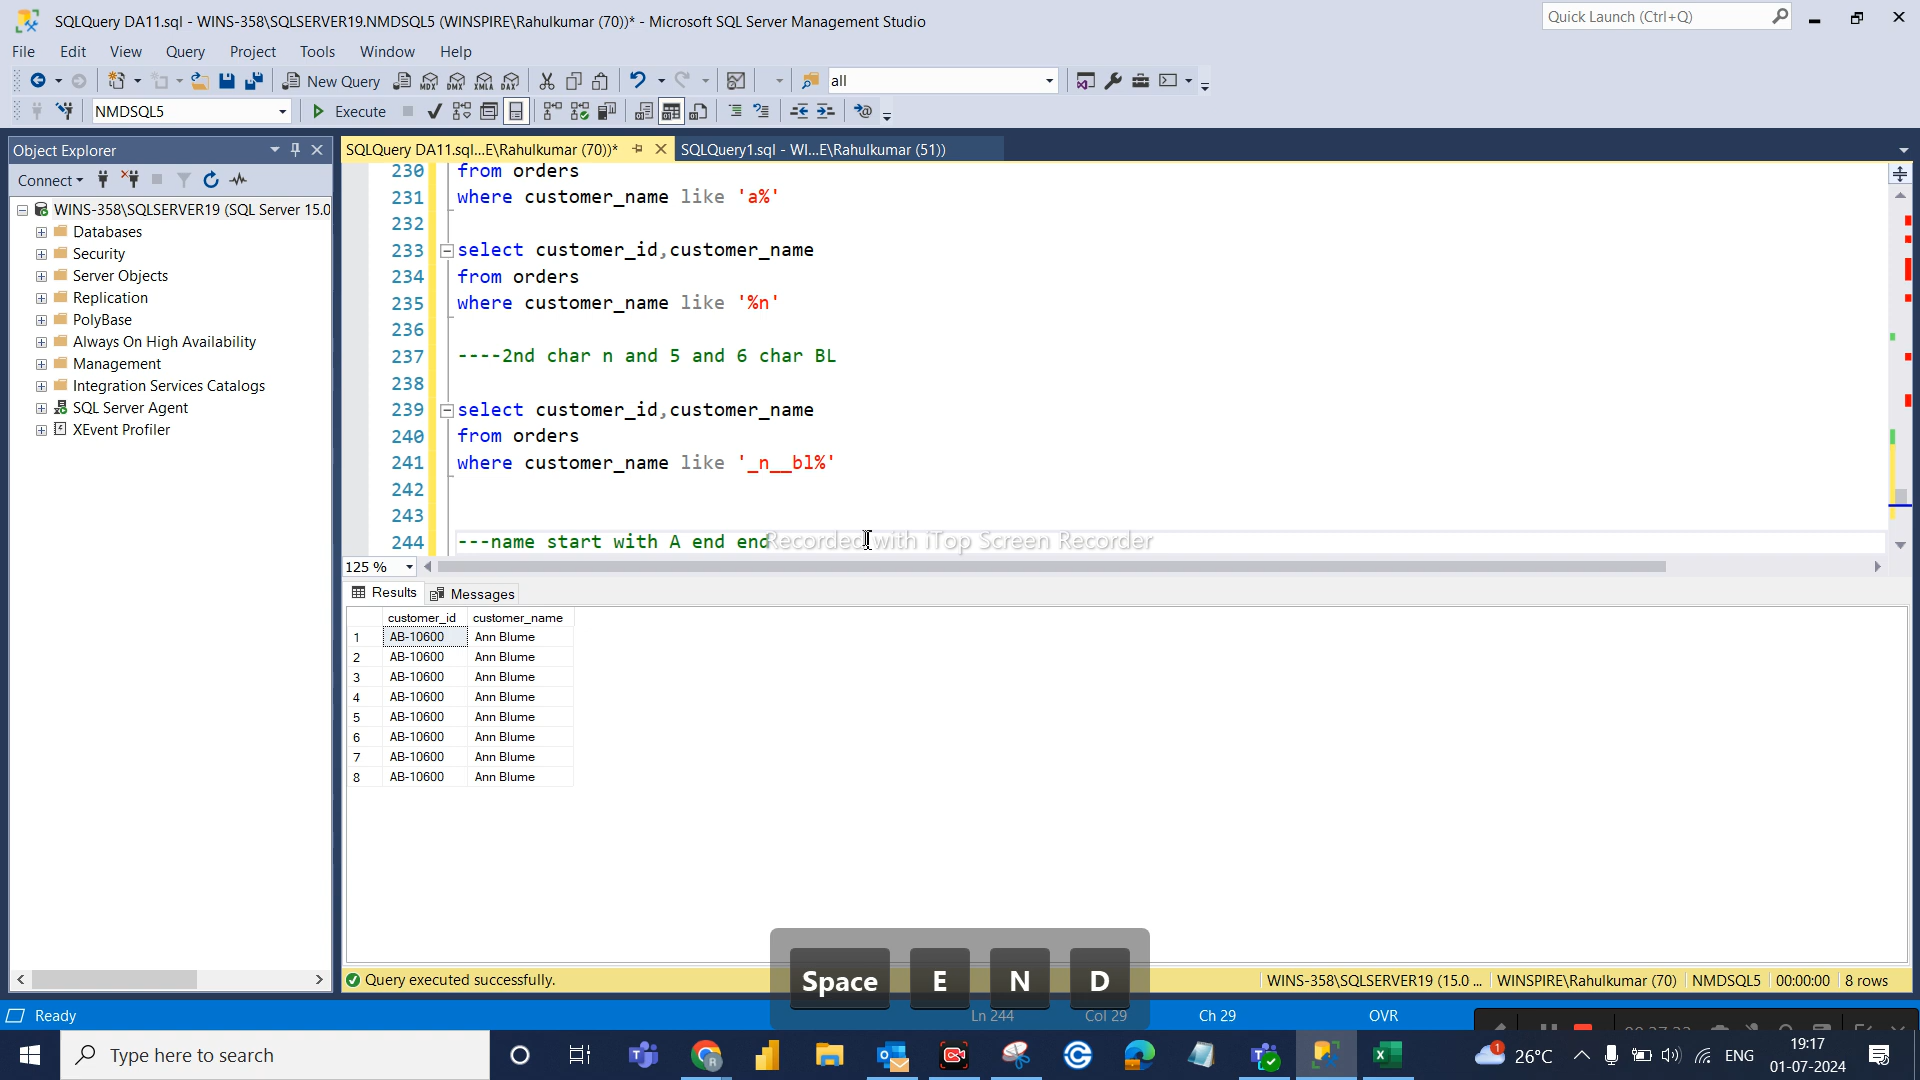 SQLQuery DA11.sql - WINS-358\SQLSERVER19.NMDSQL5 (WINSPIRE\Rahulkumar (70))* - Microsoft SQL Server Management Studio
Quick Launch (Ctrl+Q)
File Edit View Query Project Tools Window Help
New Query
MDX DMX XMLA DAX
all
NMDSQL5
Execute
Object Explorer
SQLQuery DA11.sql...E\Rahulkumar (70))*
SQLQuery1.sql - WI...E\Rahulkumar (51))
Connect
WINS-358\SQLSERVER19 (SQL Server 15.0
Databases
Security
Server Objects
Replication
PolyBase
Always On High Availability
Management
Integration Services Catalogs
SQL Server Agent
XEvent Profiler
230 from orders
231 where customer_name like 'a%'
232
233 select customer_id,customer_name
234 from orders
235 where customer_name like '%n'
236
237 ----2nd char n and 5 and 6 char BL
238
239 select customer_id,customer_name
240 from orders
241 where customer_name like '_n__bl%'
242
243
244 ---name start with A end end
Recorded with iTop Screen Recorder
125 %
Results Messages
customer_id customer_name
1 AB-10600 Ann Blume
2 AB-10600 Ann Blume
3 AB-10600 Ann Blume
4 AB-10600 Ann Blume
5 AB-10600 Ann Blume
6 AB-10600 Ann Blume
7 AB-10600 Ann Blume
8 AB-10600 Ann Blume
Space E N D
Query executed successfully.
WINS-358\SQLSERVER19 (15.0 ... WINSPIRE\Rahulkumar (70) NMDSQL5 00:00:00 8 rows
Ready
Ln 244 Col 29 Ch 29 OVR
Type here to search
1
26°C
ENG
19:17
01-07-2024